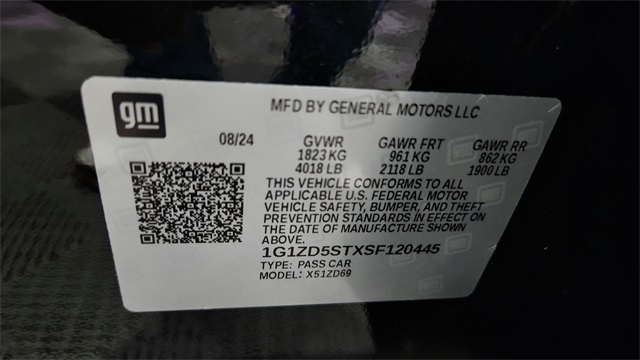 gm
MFD BY GENERAL MOTORS LLC
08/24 GVWR GAWR FRT GAWR RR
1823 KG 961 KG 862 KG
4018 LB 2118 LB 1900 LB
THIS VEHICLE CONFORMS TO ALL
APPLICABLE U.S. FEDERAL MOTOR
VEHICLE SAFETY, BUMPER, AND THEFT
PREVENTION STANDARDS IN EFFECT ON
THE DATE OF MANUFACTURE SHOWN
ABOVE.
1G1ZD5STXSF120445
TYPE: PASS CAR
MODEL: X51ZD69